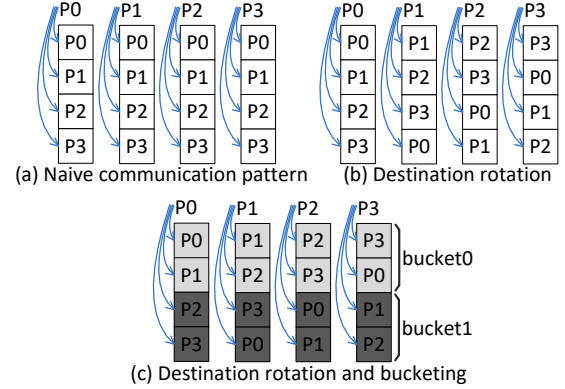 P0 P1 P2 P3
P0 P0 P0 P0
P1 P1 P1 P1
P2 P2 P2 P2
P3 P3 P3 P3
(a) Naive communication pattern
P0 P1 P2 P3
P0 P1 P2 P3
P1 P2 P3 P0
P2 P3 P0 P1
P3 P0 P1 P2
(b) Destination rotation
P0 P1 P2 P3
P0 P1 P2 P3
bucket0
P1 P2 P3 P0
P2 P3 P0 P1
bucket1
P3 P0 P1 P2
(c) Destination rotation and bucketing